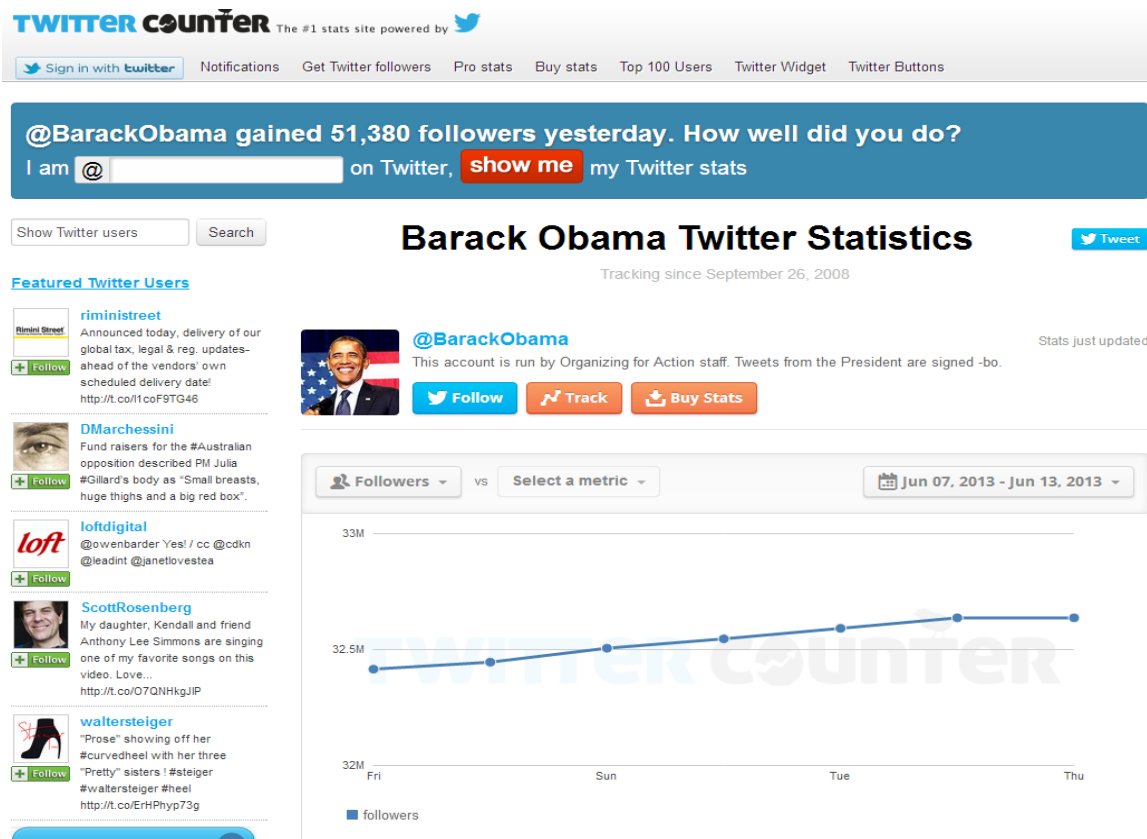 TWITTER COUNTER The #1 stats site powered by
Sign in with twitter Notifications Get Twitter followers Pro stats Buy stats Top 100 Users Twitter Widget Twitter Buttons
@BarackObama gained 51,380 followers yesterday. How well did you do?
I am @ on Twitter, show me my Twitter stats
Show Twitter users Search
Featured Twitter Users
riministreet
Rimini Street
Announced today, delivery of our
global tax, legal & reg. updates-
ahead of the vendors' own
scheduled delivery date!
http://t.co/I1coF9TG46
+ Follow
DMarchessini
Fund raisers for the #Australian
opposition described PM Julia
#Gillard's body as "Small breasts,
huge thighs and a big red box".
+ Follow
loftdigital
loft
@owenbarder Yes! / cc @cdkn
@leadint @janetlovestea
+ Follow
ScottRosenberg
My daughter, Kendall and friend
Anthony Lee Simmons are singing
one of my favorite songs on this
video. Love...
http://t.co/O7QNHkgJIP
+ Follow
waltersteiger
"Prose" showing off her
#curvedheel with her three
"Pretty" sisters ! #steiger
#waltersteiger #heel
http://t.co/ErHPhyp73g
+ Follow
Barack Obama Twitter Statistics
Tweet
Tracking since September 26, 2008
@BarackObama
Stats just updated
This account is run by Organizing for Action staff. Tweets from the President are signed -bo.
Follow Track Buy Stats
Followers vs Select a metric Jun 07, 2013 - Jun 13, 2013
33M
32.5M
TWITTER COUNTER
32M
Fri Sun Tue Thu
followers